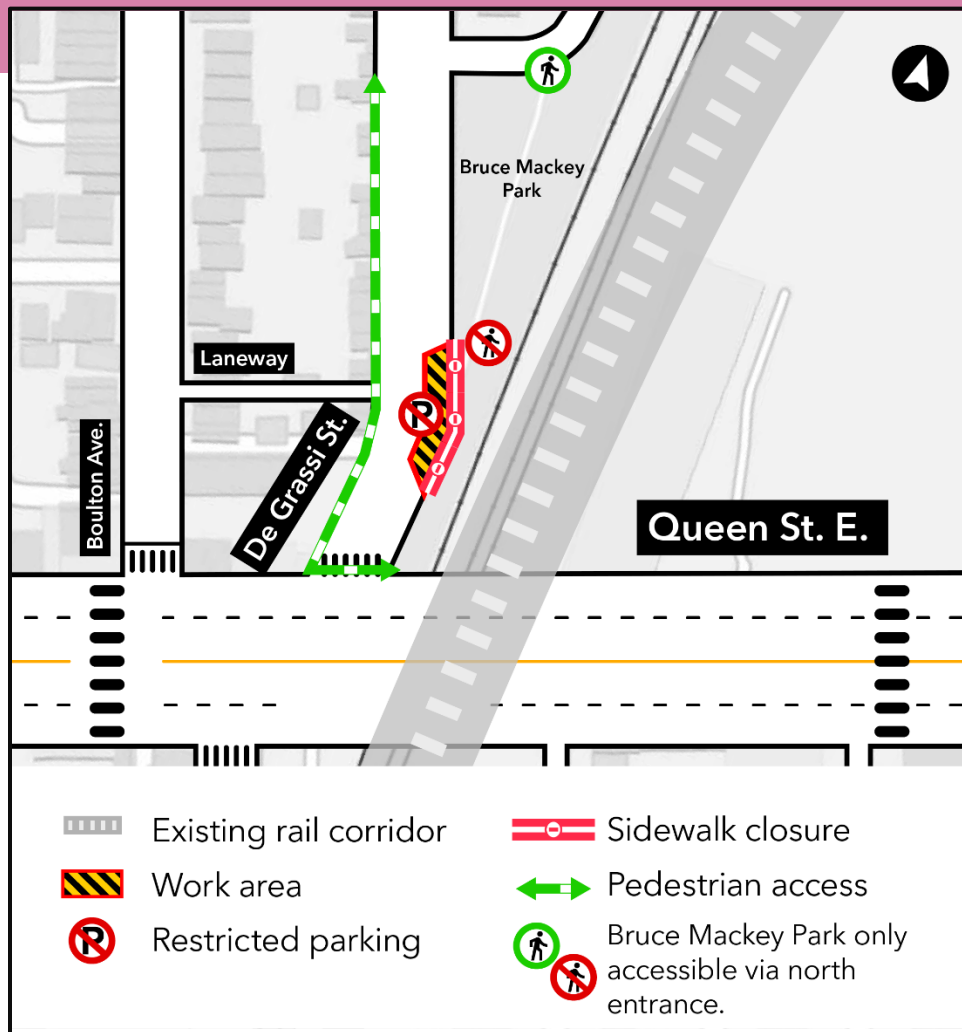 Bruce Mackey
Park
Laneway
P
De Grassi St.
Boulton Ave.
Queen St. E.
Existing rail corridor
Sidewalk closure
Work area
Pedestrian access
P
Restricted parking
Bruce Mackey Park only
accessible via north
entrance.